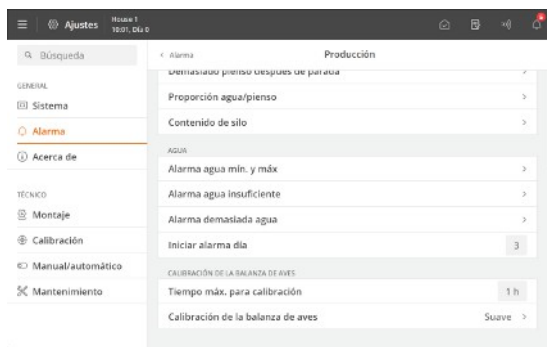 Ajustes
House 1
10:01, Día 0
Búsqueda
GENERAL
Sistema
Alarma
Acerca de
TÉCNICO
Montaje
Calibración
Manual/automático
Mantenimiento
< Alarma
Producción
Demasiado pienso después de parada
Proporción agua/pienso
Contenido de silo
AGUA
Alarma agua mín. y máx
Alarma agua insuficiente
Alarma demasiada agua
Iniciar alarma día 3
CALIBRACIÓN DE LA BALANZA DE AVES
Tiempo máx. para calibración 1 h
Calibración de la balanza de aves Suave